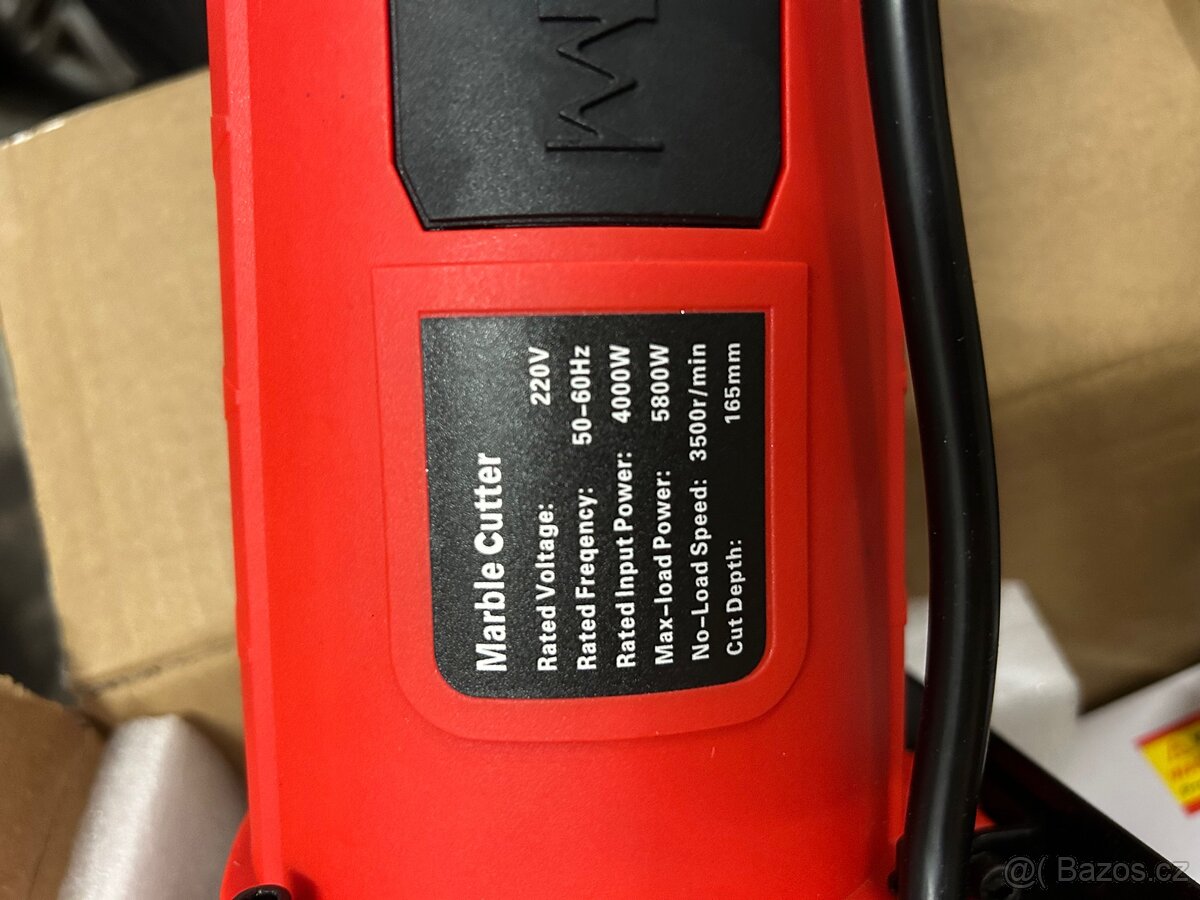 Marble Cutter
Rated Voltage: 220V
Rated Freqency: 50-60Hz
Rated Input Power: 4000W
Max-load Power: 5800W
No-Load Speed: 3500r/min
Cut Depth: 165mm
@( Bazos.cz